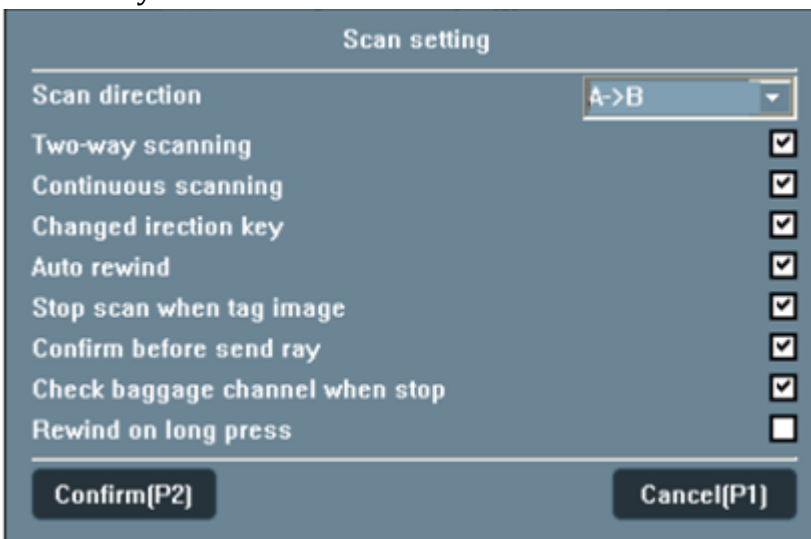 Scan setting
Scan direction A->B
Two-way scanning
Continuous scanning
Changed irection key
Auto rewind
Stop scan when tag image
Confirm before send ray
Check baggage channel when stop
Rewind on long press
Confirm(P2) Cancel(P1)